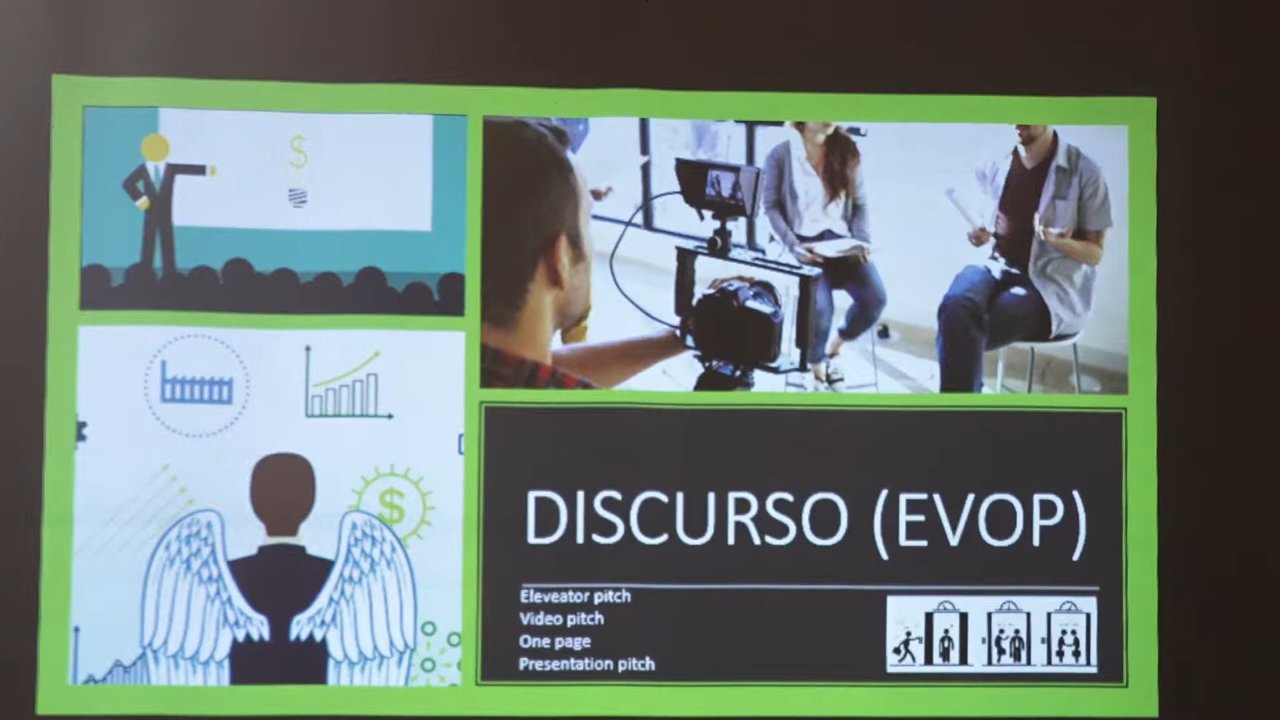 $
$
DISCURSO (EVOP)
Eleveator pitch
Video pitch
One page
Presentation pitch